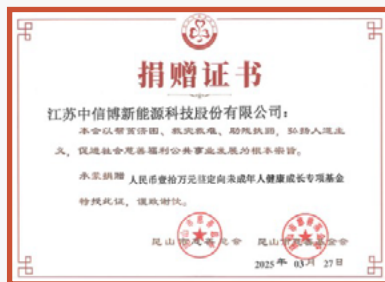 捐赠证书
江苏中信博新能源科技股份有限公司：
本会以帮贫济困、救灾救难、助残扶弱，弘扬人道主
义，促进社会慈善福利公共事业发展为根本宗旨。
承蒙捐赠 人民币壹拾万元整定向未成年人健康成长专项基金
特授此证，谨致谢忱。
昆山市慈善总会 昆山市慈善基金会
2025年 03月 27日